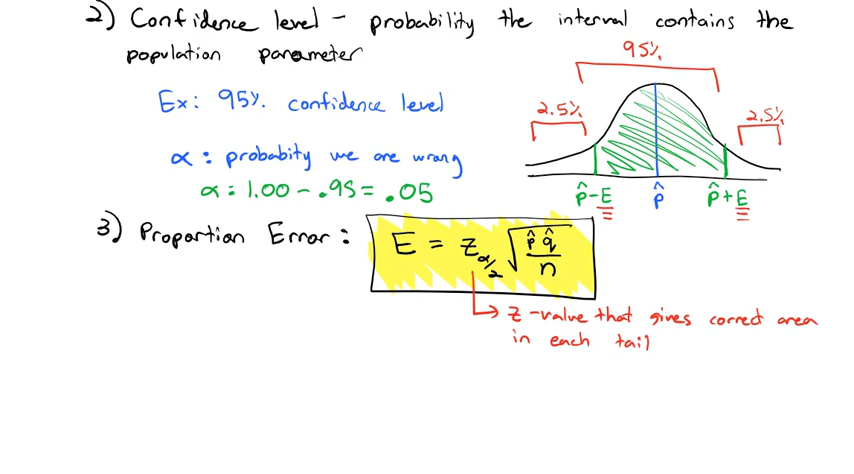 2) Confidence level - probability the interval contains the
population parameter
95%
Ex: 95% confidence level
2.5%
2.5%
α : probabity we are wrong
α = 1.00 - .95 = .05
p̂-E
p̂
p̂+E
3) Proportion Error:
E = z_α/2 √(p̂ q̂ / n)
z-value that gives correct area
in each tail